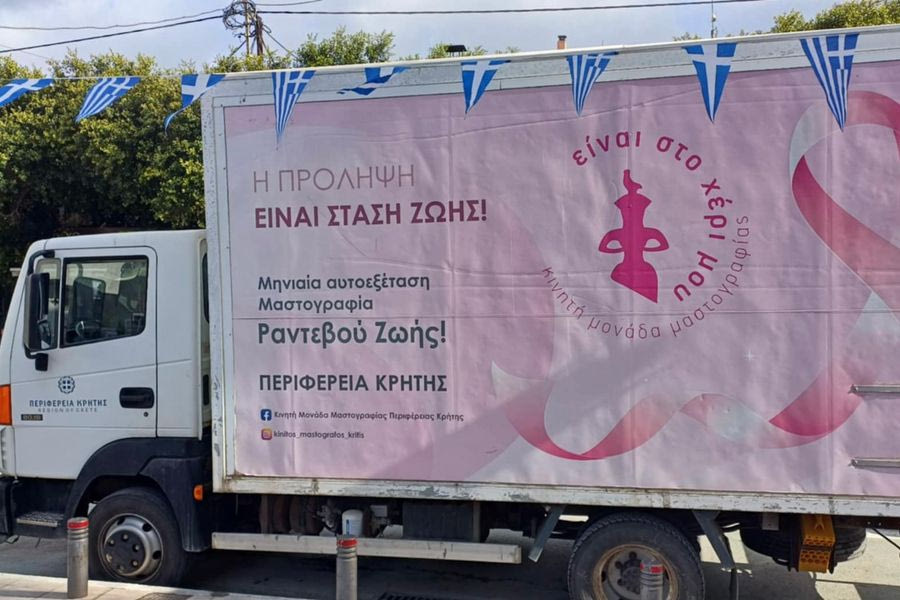 Η ΠΡΟΛΗΨΗ
ΕΙΝΑΙ ΣΤΑΣΗ ΖΩΗΣ!
Μηνιαία αυτοεξέταση
Μαστογραφία
Ραντεβού Ζωής!
ΠΕΡΙΦΕΡΕΙΑ ΚΡΗΤΗΣ
Κινητή Μονάδα Μαστογραφίας Περιφέρειας Κρήτης
kinitos_mastografos_kritis
είναι στο χέρι μου
κινητή μονάδα μαστογραφίας
ΠΕΡΙΦΕΡΕΙΑ ΚΡΗΤΗΣ
REGION OF CRETE